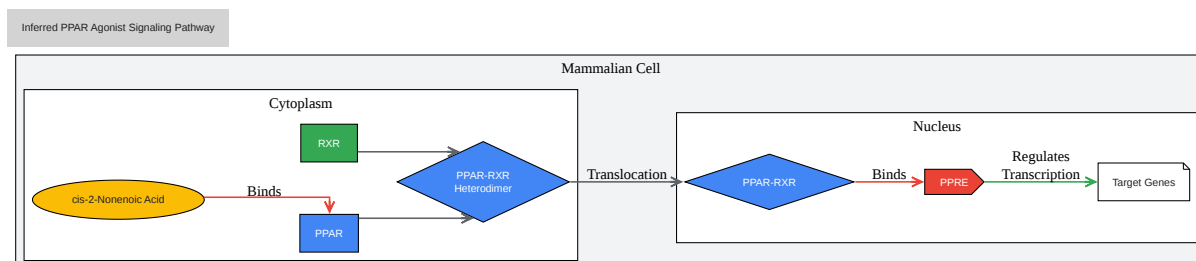 Inferred PPAR Agonist Signaling Pathway
Mammalian Cell
Cytoplasm
RXR
cis-2-Nonenoic Acid
Binds
PPAR
PPAR-RXR
Heterodimer
Translocation
Nucleus
PPAR-RXR
Binds
PPRE
Regulates
Transcription
Target Genes